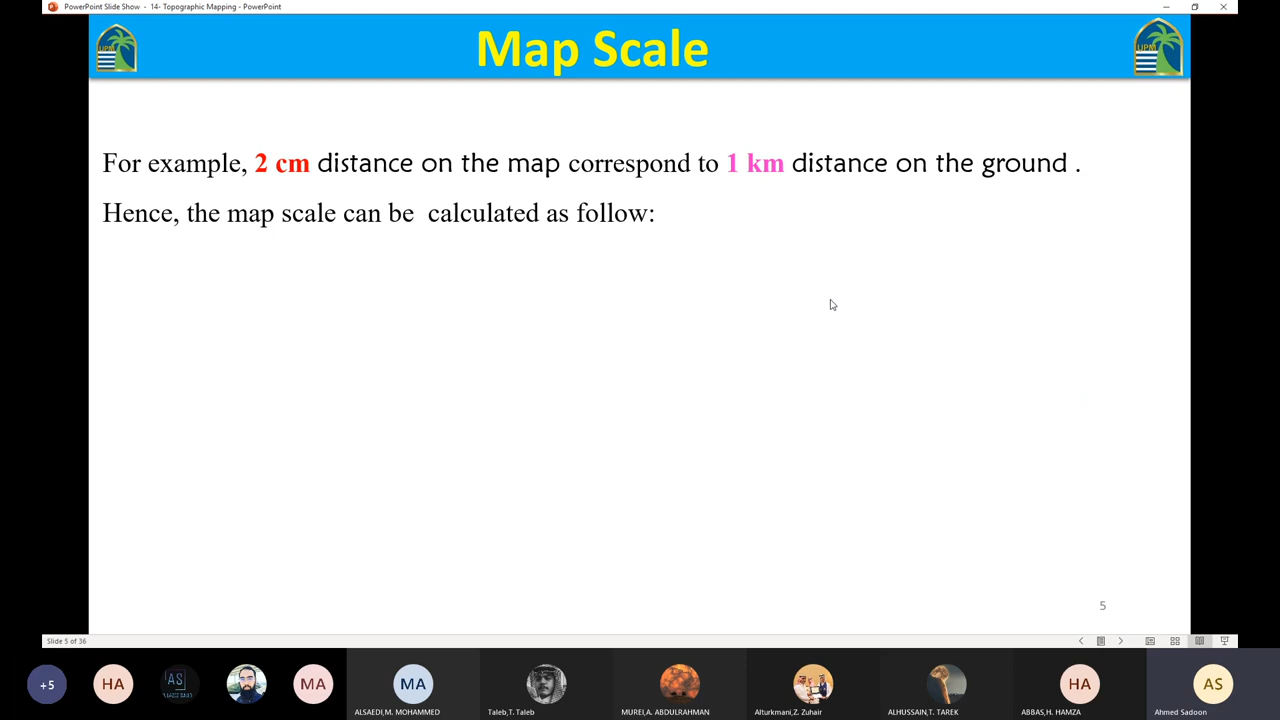 PowerPoint Slide Show - 14- Topographic Mapping - PowerPoint
UPM
Map Scale
UPM
For example, 2 cm distance on the map correspond to 1 km distance on the ground .
Hence, the map scale can be calculated as follow:
5
Slide 5 of 36
+5
HA
AS
MA
MA
HA
AS
ALSAEDI,M. MOHAMMED
Taleb,T. Taleb
MUREI,A. ABDULRAHMAN
Alturkmani,Z. Zuhair
ALHUSSAIN,T. TAREK
ABBAS,H. HAMZA
Ahmed Sadoon